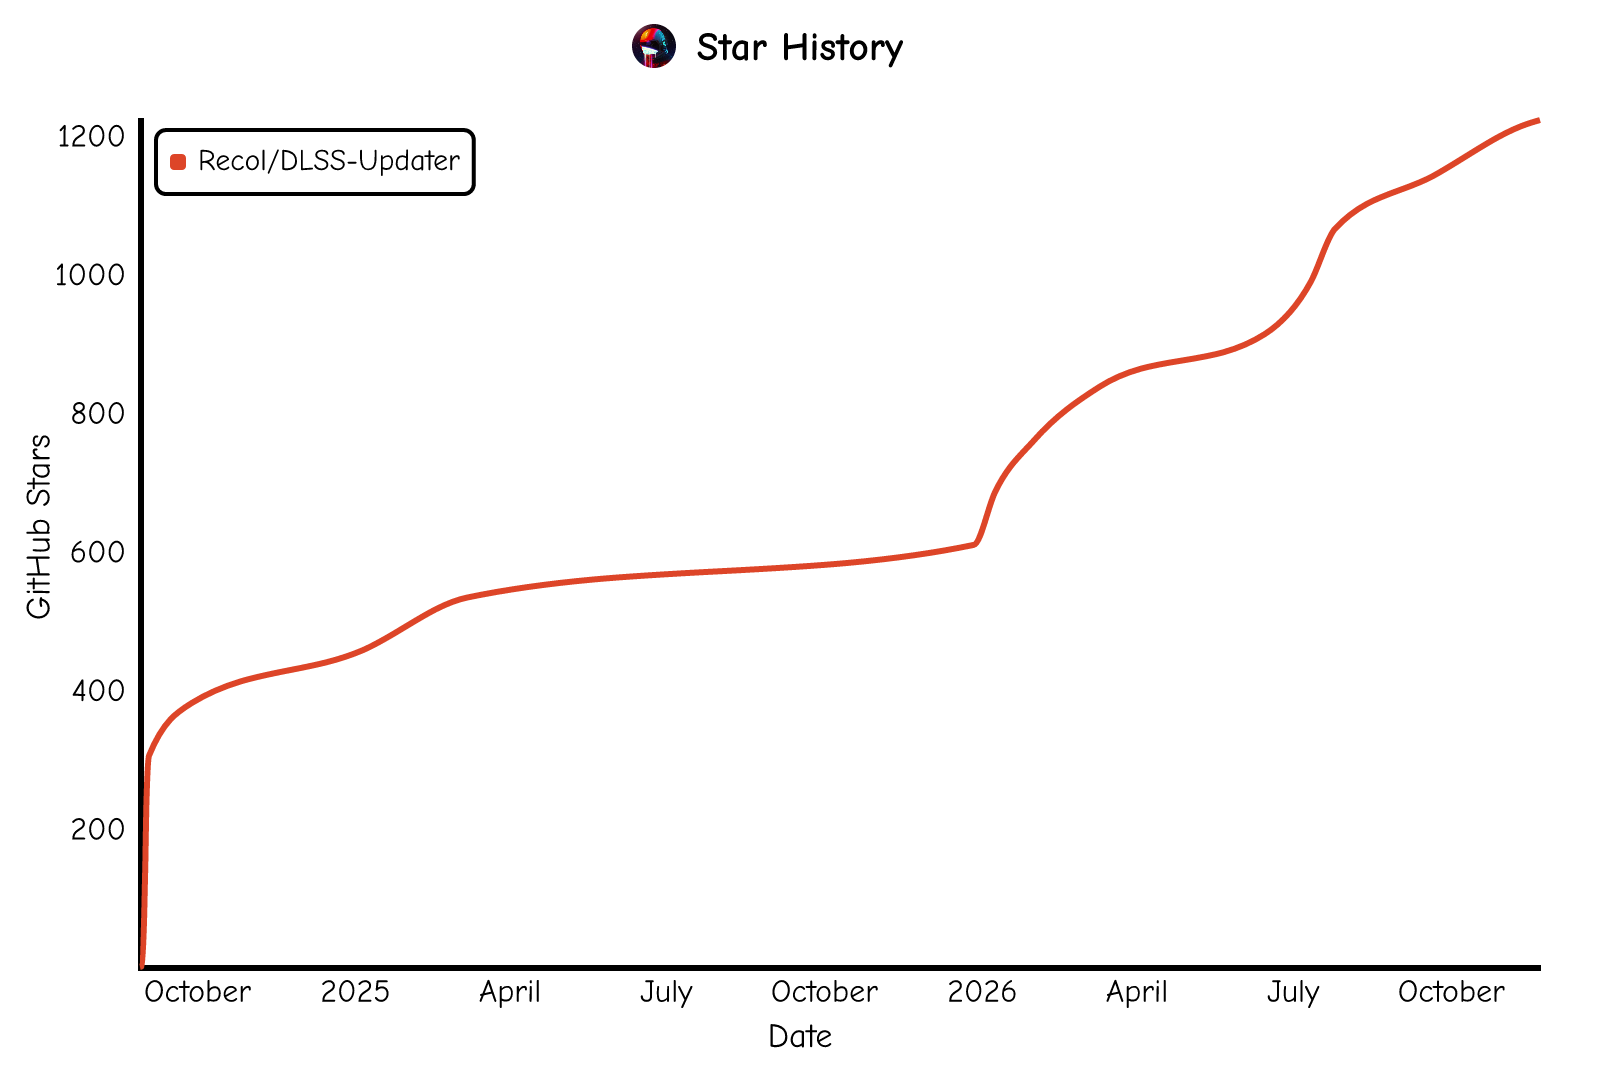 Star History
Recol/DLSS-Updater
1200
1000
800
600
400
200
GitHub Stars
October 2025 April July October 2026 April July October
Date